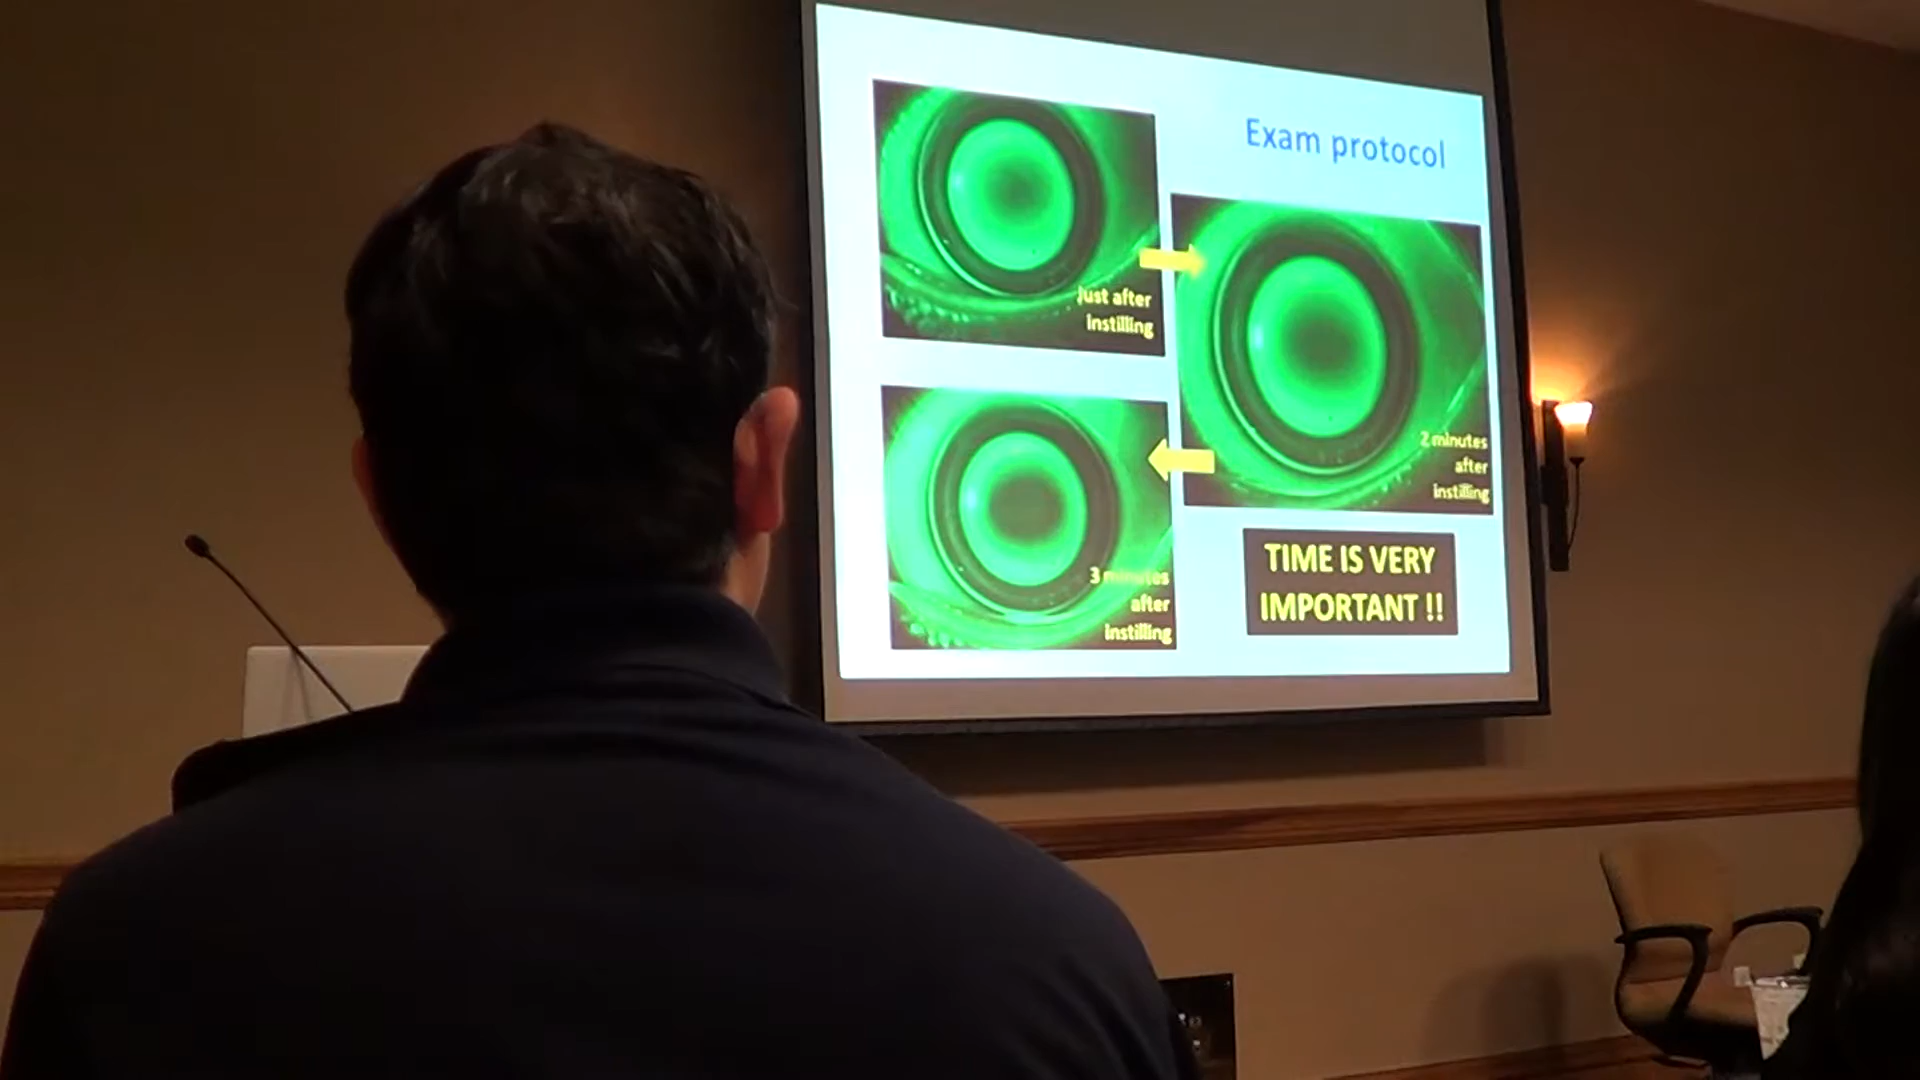 Exam protocol
Just after
instilling
2 minutes
after
instilling
3 minutes
after
instilling
TIME IS VERY
IMPORTANT !!